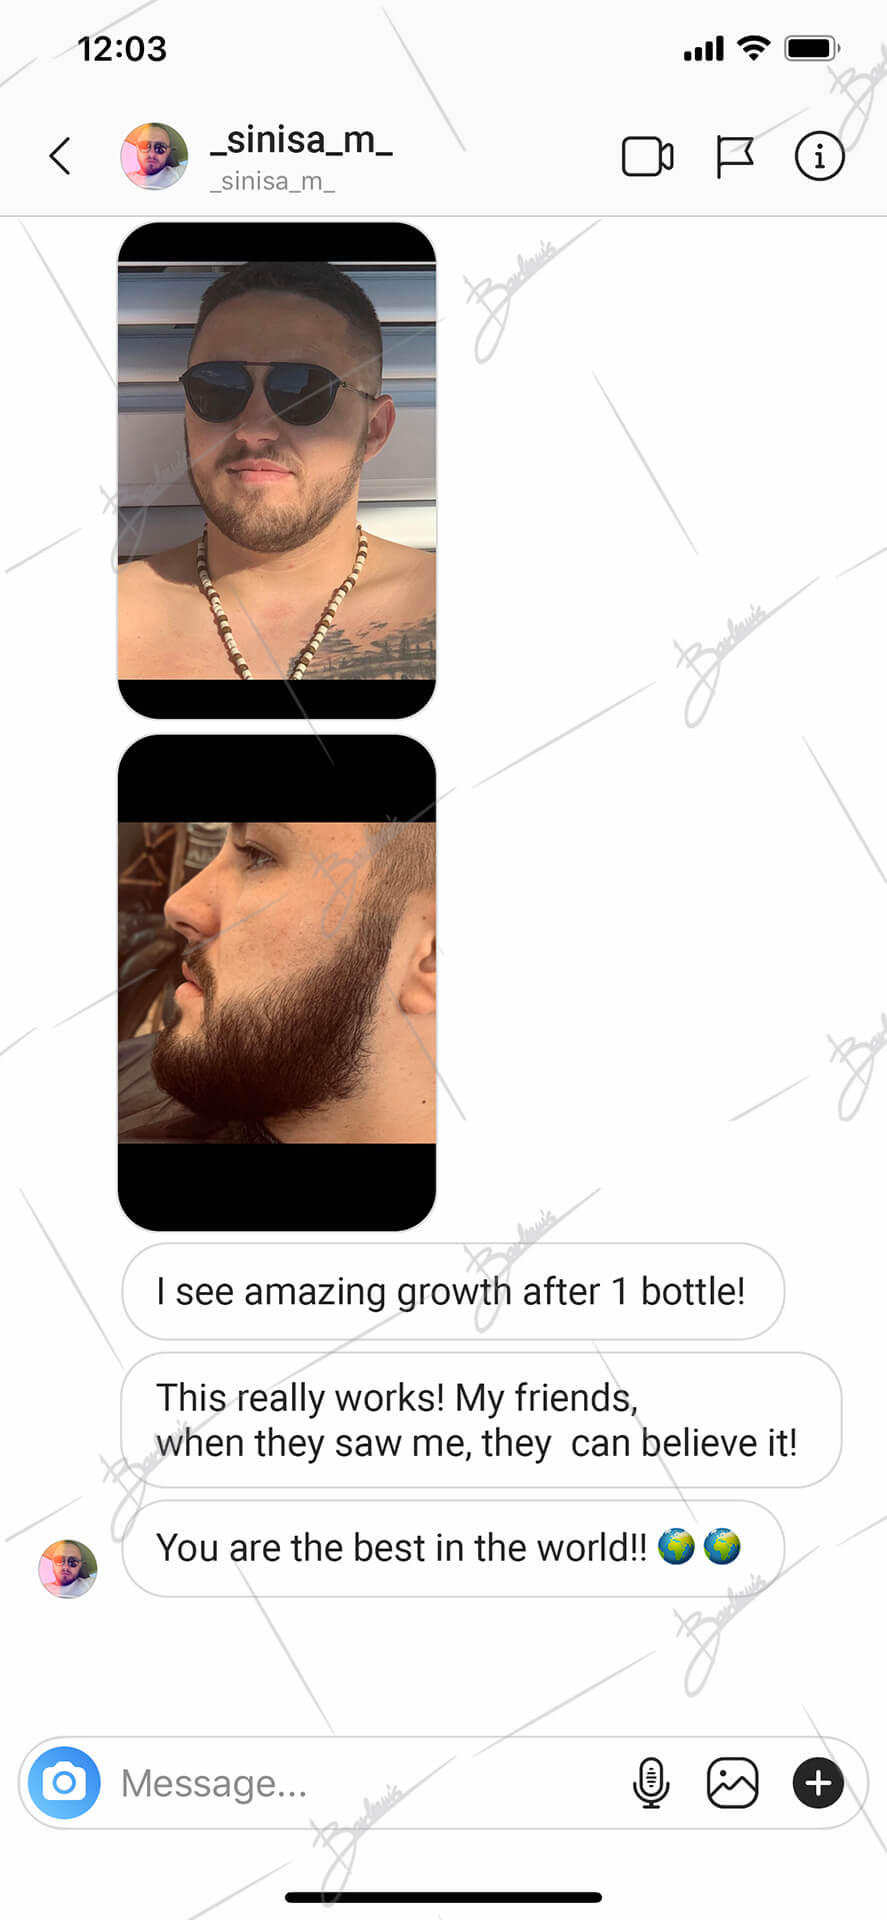 12:03
_sinisa_m_
_sinisa_m_
I see amazing growth after 1 bottle!
This really works! My friends,
when they saw me, they  can believe it!
You are the best in the world!! 🌍 🌍
Message...